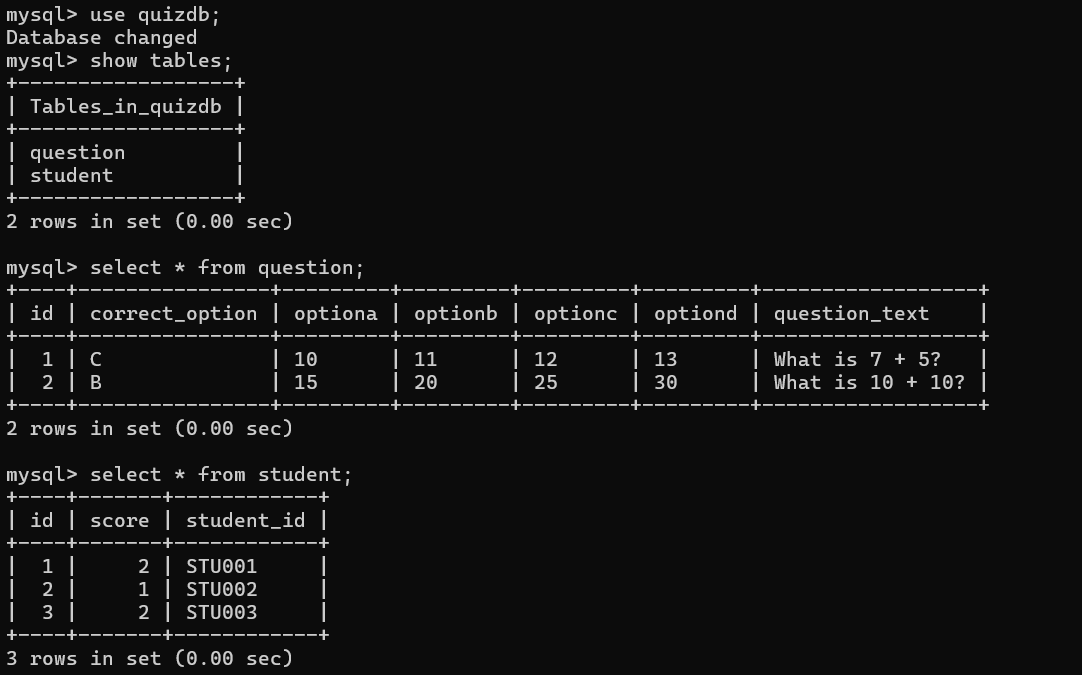 mysql> use quizdb;
Database changed
mysql> show tables;
+------------------+
| Tables_in_quizdb |
+------------------+
| question         |
| student          |
+------------------+
2 rows in set (0.00 sec)

mysql> select * from question;
+----+----------------+---------+---------+---------+---------+------------------+
| id | correct_option | optiona | optionb | optionc | optiond | question_text    |
+----+----------------+---------+---------+---------+---------+------------------+
|  1 | C              | 10      | 11      | 12      | 13      | What is 7 + 5?   |
|  2 | B              | 15      | 20      | 25      | 30      | What is 10 + 10? |
+----+----------------+---------+---------+---------+---------+------------------+
2 rows in set (0.00 sec)

mysql> select * from student;
+----+-------+------------+
| id | score | student_id |
+----+-------+------------+
|  1 |     2 | STU001     |
|  2 |     1 | STU002     |
|  3 |     2 | STU003     |
+----+-------+------------+
3 rows in set (0.00 sec)